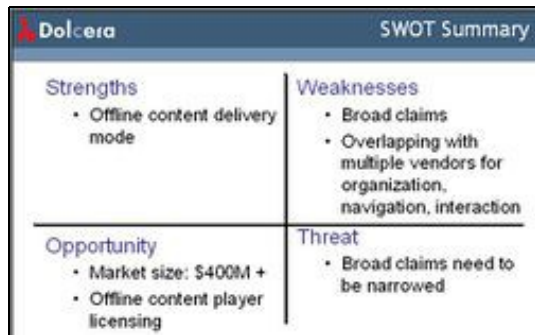 Dolcera
SWOT Summary
Strengths
• Offline content delivery
mode
Weaknesses
• Broad claims
• Overlapping with
multiple vendors for
organization,
navigation, interaction
Opportunity
• Market size: $400M +
• Offline content player
licensing
Threat
• Broad claims need to
be narrowed